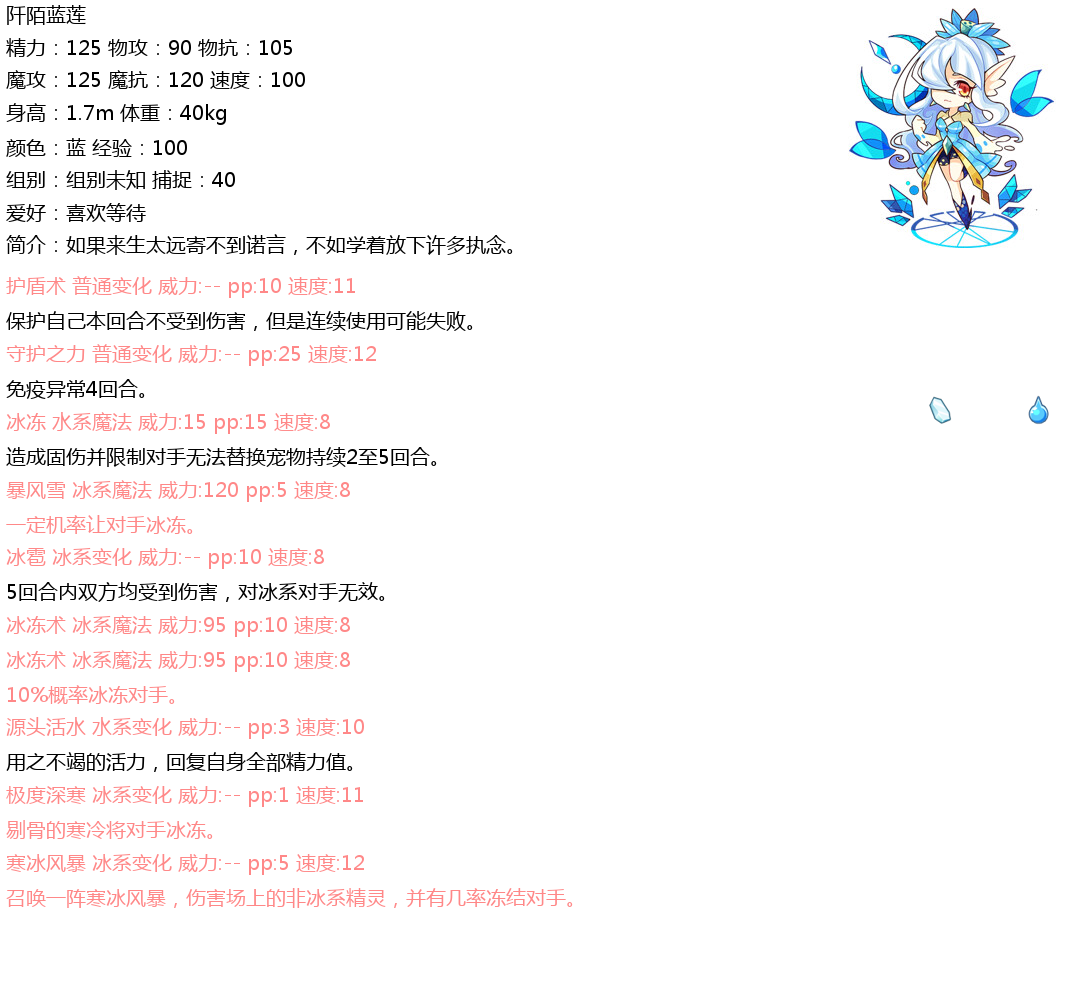 阡陌蓝莲
精力：125 物攻：90 物抗：105
魔攻：125 魔抗：120 速度：100
身高：1.7m 体重：40kg
颜色：蓝 经验：100
组别：组别未知 捕捉：40
爱好：喜欢等待
简介：如果来生太远寄不到诺言，不如学着放下许多执念。
护盾术 普通变化 威力:-- pp:10 速度:11
保护自己本回合不受到伤害，但是连续使用可能失败。
守护之力 普通变化 威力:-- pp:25 速度:12
免疫异常4回合。
冰冻 水系魔法 威力:15 pp:15 速度:8
造成固伤并限制对手无法替换宠物持续2至5回合。
暴风雪 冰系魔法 威力:120 pp:5 速度:8
一定机率让对手冰冻。
冰雹 冰系变化 威力:-- pp:10 速度:8
5回合内双方均受到伤害，对冰系对手无效。
冰冻术 冰系魔法 威力:95 pp:10 速度:8
冰冻术 冰系魔法 威力:95 pp:10 速度:8
10%概率冰冻对手。
源头活水 水系变化 威力:-- pp:3 速度:10
用之不竭的活力，回复自身全部精力值。
极度深寒 冰系变化 威力:-- pp:1 速度:11
剔骨的寒冷将对手冰冻。
寒冰风暴 冰系变化 威力:-- pp:5 速度:12
召唤一阵寒冰风暴，伤害场上的非冰系精灵，并有几率冻结对手。